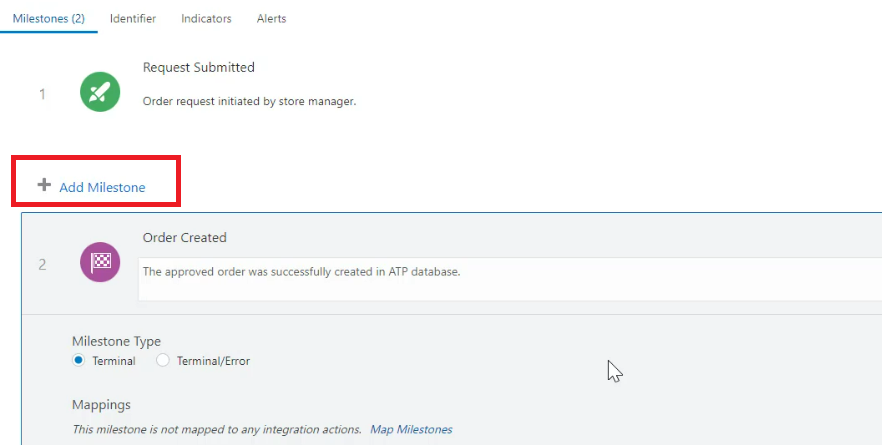 Milestones (2) Identifier Indicators Alerts
Request Submitted
1
Order request initiated by store manager.
Add Milestone
Order Created
2
The approved order was successfully created in ATP database.
Milestone Type
Terminal Terminal/Error
Mappings
This milestone is not mapped to any integration actions. Map Milestones